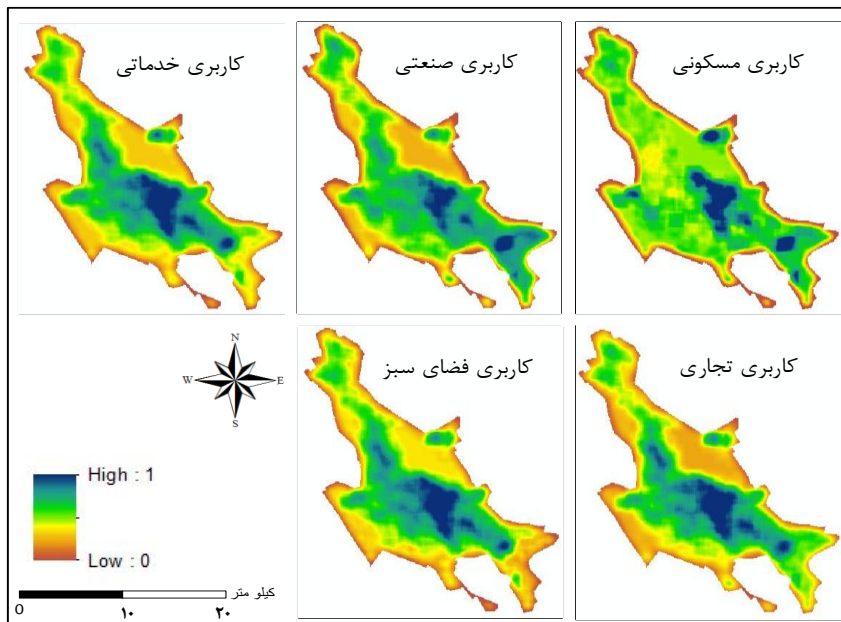 کاربری مسکونی
کاربری صنعتی
کاربری خدماتی
کاربری تجاری
کاربری فضای سبز
N
W
E
S
High : 1
Low : 0
کیلو متر
0
۱۰
۲۰